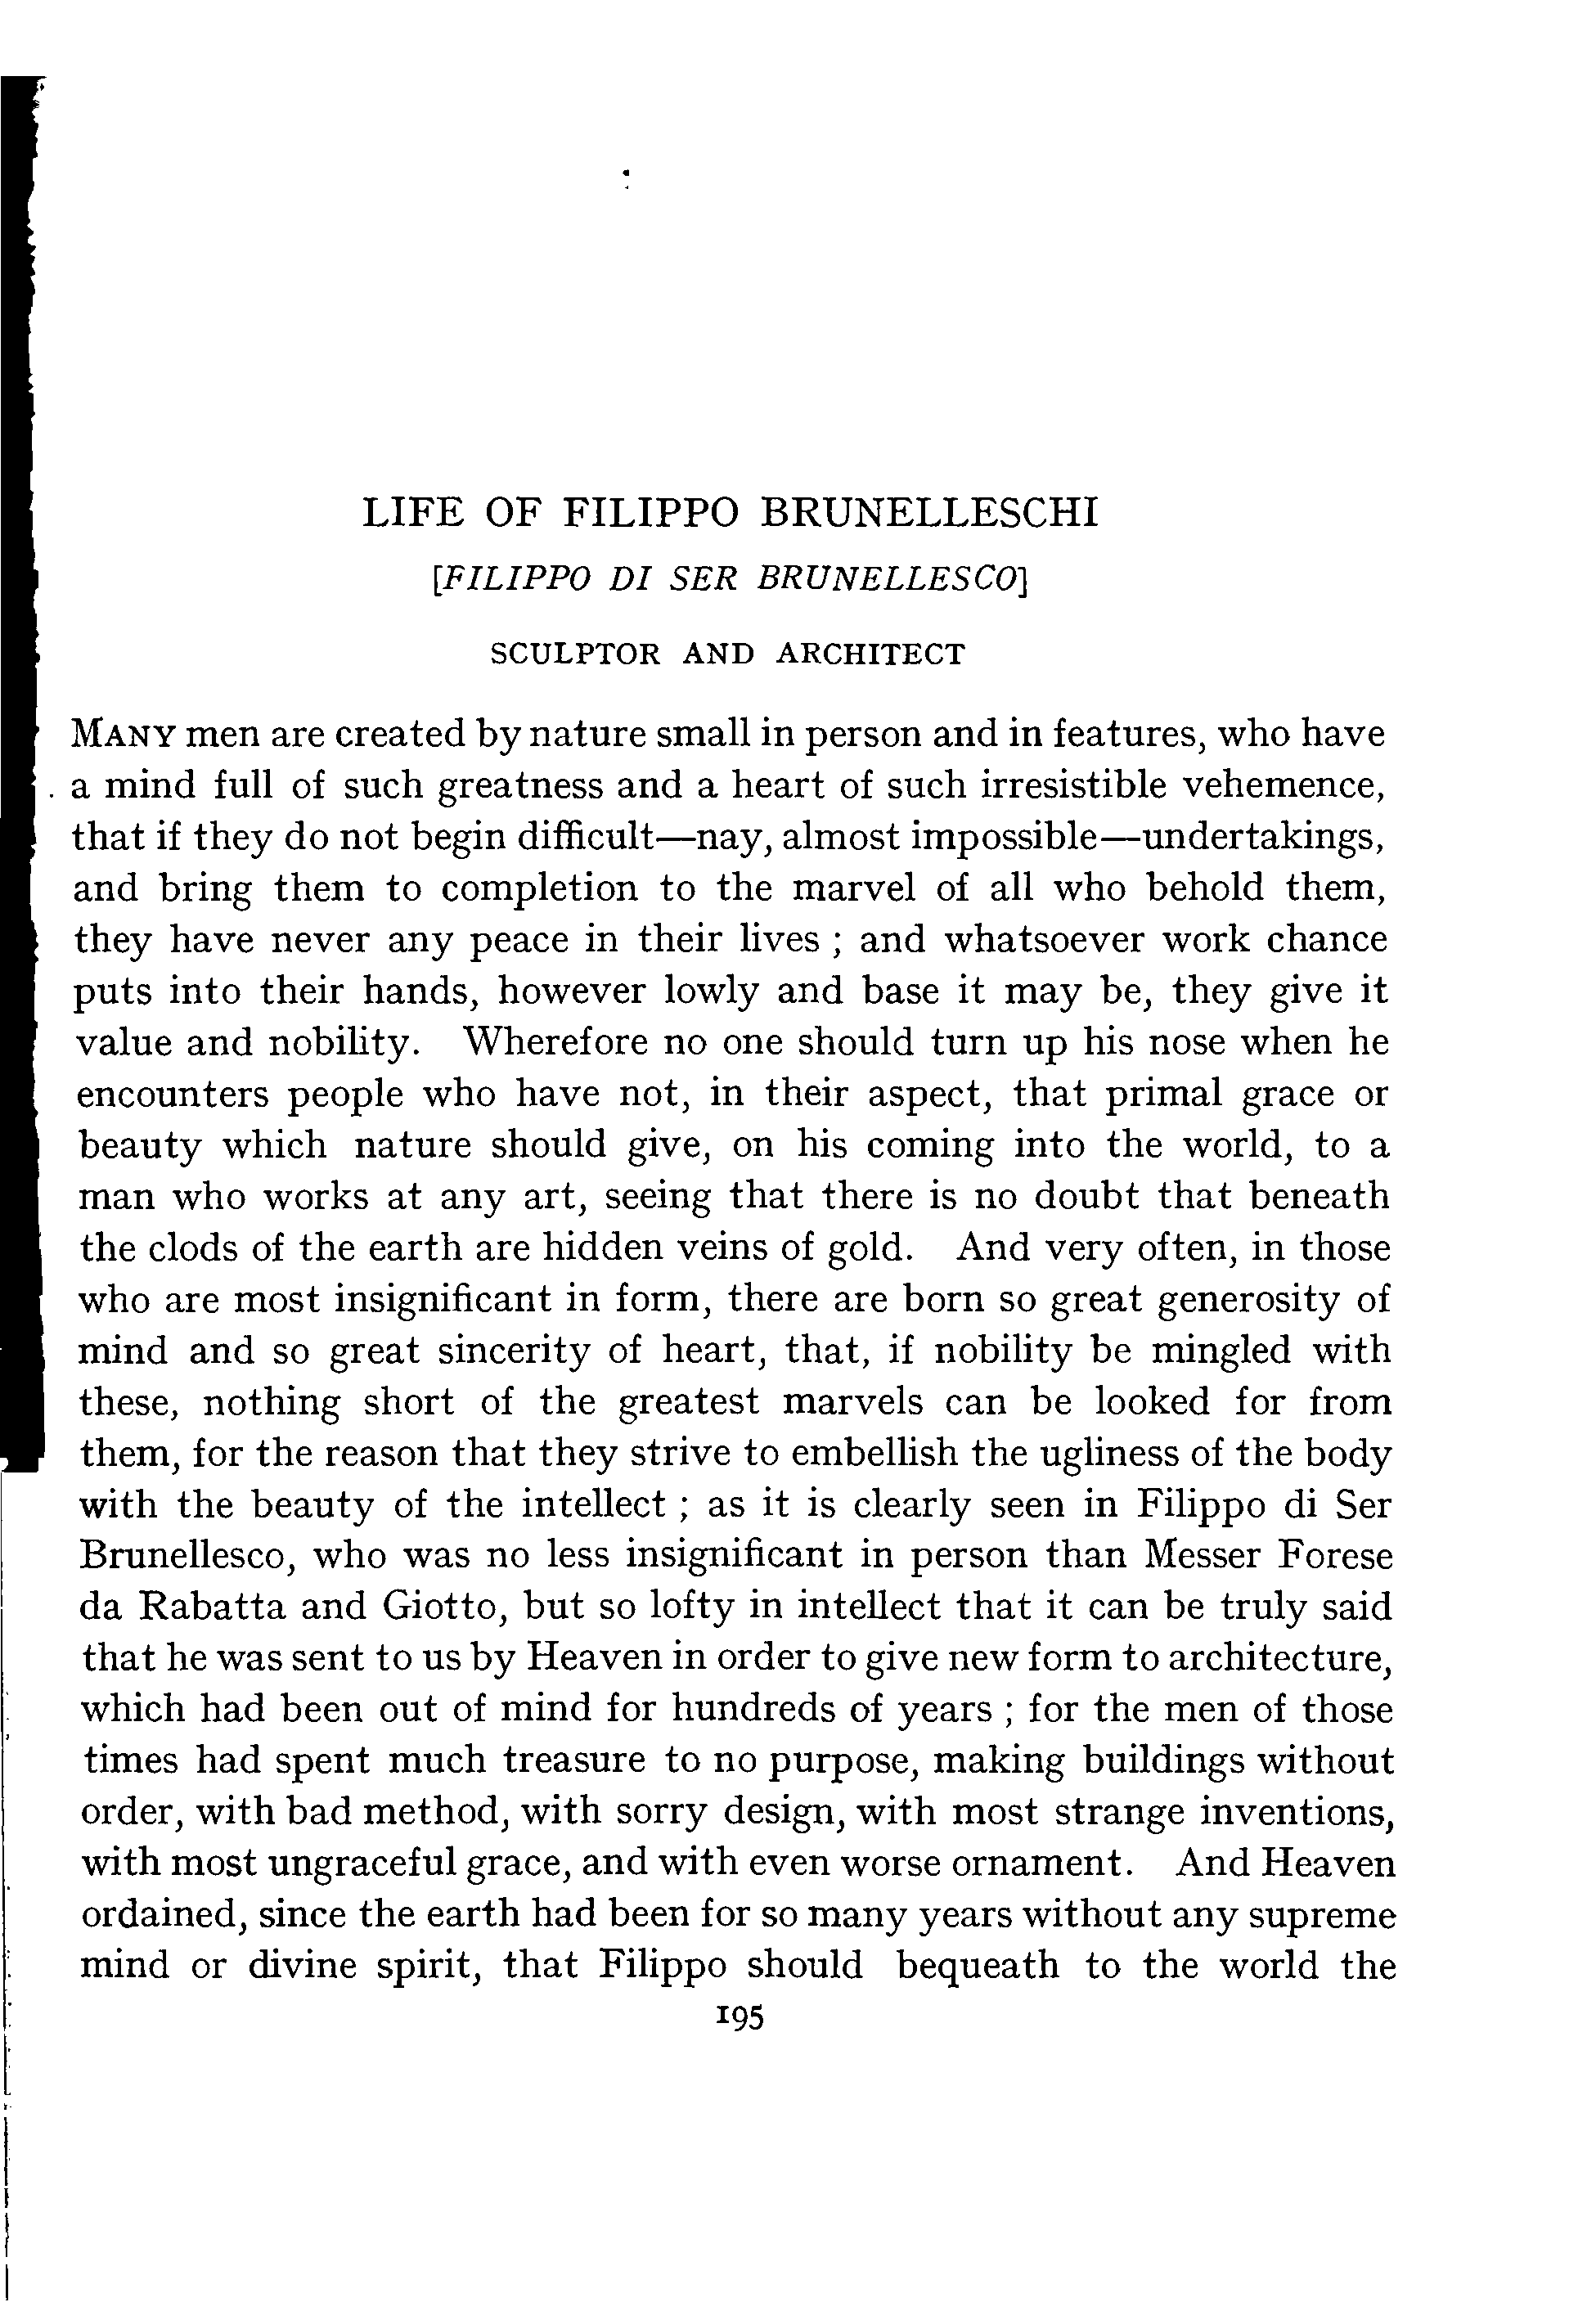 LIFE OF FILIPPO BRUNELLESCHI
[FILIPPO DI SER BRUNELLESCO]
SCULPTOR AND ARCHITECT
MANY men are created by nature small in person and in features, who have
a mind full of such greatness and a heart of such irresistible vehemence,
that if they do not begin difficult—nay, almost impossible—undertakings,
and bring them to completion to the marvel of all who behold them,
they have never any peace in their lives ; and whatsoever work chance
puts into their hands, however lowly and base it may be, they give it
value and nobility. Wherefore no one should turn up his nose when he
encounters people who have not, in their aspect, that primal grace or
beauty which nature should give, on his coming into the world, to a
man who works at any art, seeing that there is no doubt that beneath
the clods of the earth are hidden veins of gold. And very often, in those
who are most insignificant in form, there are born so great generosity of
mind and so great sincerity of heart, that, if nobility be mingled with
these, nothing short of the greatest marvels can be looked for from
them, for the reason that they strive to embellish the ugliness of the body
with the beauty of the intellect ; as it is clearly seen in Filippo di Ser
Brunellesco, who was no less insignificant in person than Messer Forese
da Rabatta and Giotto, but so lofty in intellect that it can be truly said
that he was sent to us by Heaven in order to give new form to architecture,
which had been out of mind for hundreds of years ; for the men of those
times had spent much treasure to no purpose, making buildings without
order, with bad method, with sorry design, with most strange inventions,
with most ungraceful grace, and with even worse ornament. And Heaven
ordained, since the earth had been for so many years without any supreme
mind or divine spirit, that Filippo should bequeath to the world the
195